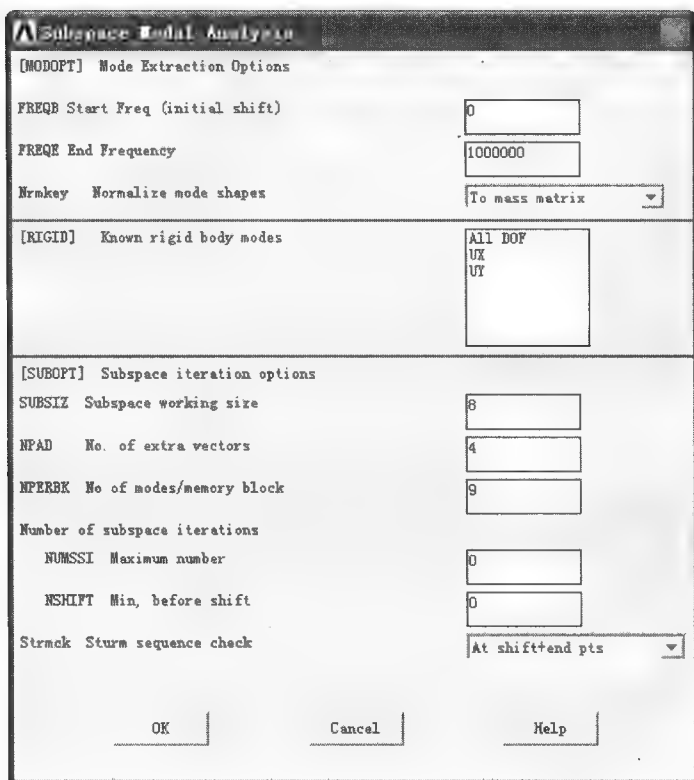 Subspace Modal Analysis
[MODOPT] Mode Extraction Options
FREQB Start Freq (initial shift) 0
FREQE End Frequency 1000000
Nrmkey Normalize mode shapes To mass matrix
[RIGID] Known rigid body modes All DOF
UX
UY
[SUBOPT] Subspace iteration options
SUBSIZ Subspace working size 8
NPAD No. of extra vectors 4
NPERBK No of modes/memory block 9
Number of subspace iterations
NUMSSI Maximum number 0
NSHIFT Min, before shift 0
Strmck Sturm sequence check At shift+end pts
OK Cancel Help